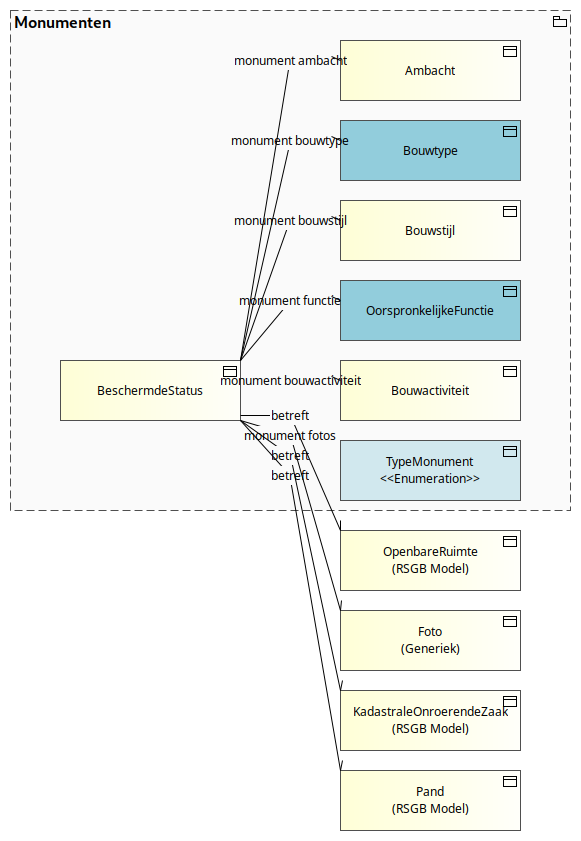 Monumenten
monument ambacht
Ambacht
monument bouwtype
Bouwtype
monument bouwstijl
Bouwstijl
monument functie
OorspronkelijkeFunctie
BeschermdeStatus
monument bouwactiviteit
Bouwactiviteit
betreft
monument fotos
betreft
betreft
TypeMonument
<<Enumeration>>
OpenbareRuimte
(RSGB Model)
Foto
(Generiek)
KadastraleOnroerendeZaak
(RSGB Model)
Pand
(RSGB Model)